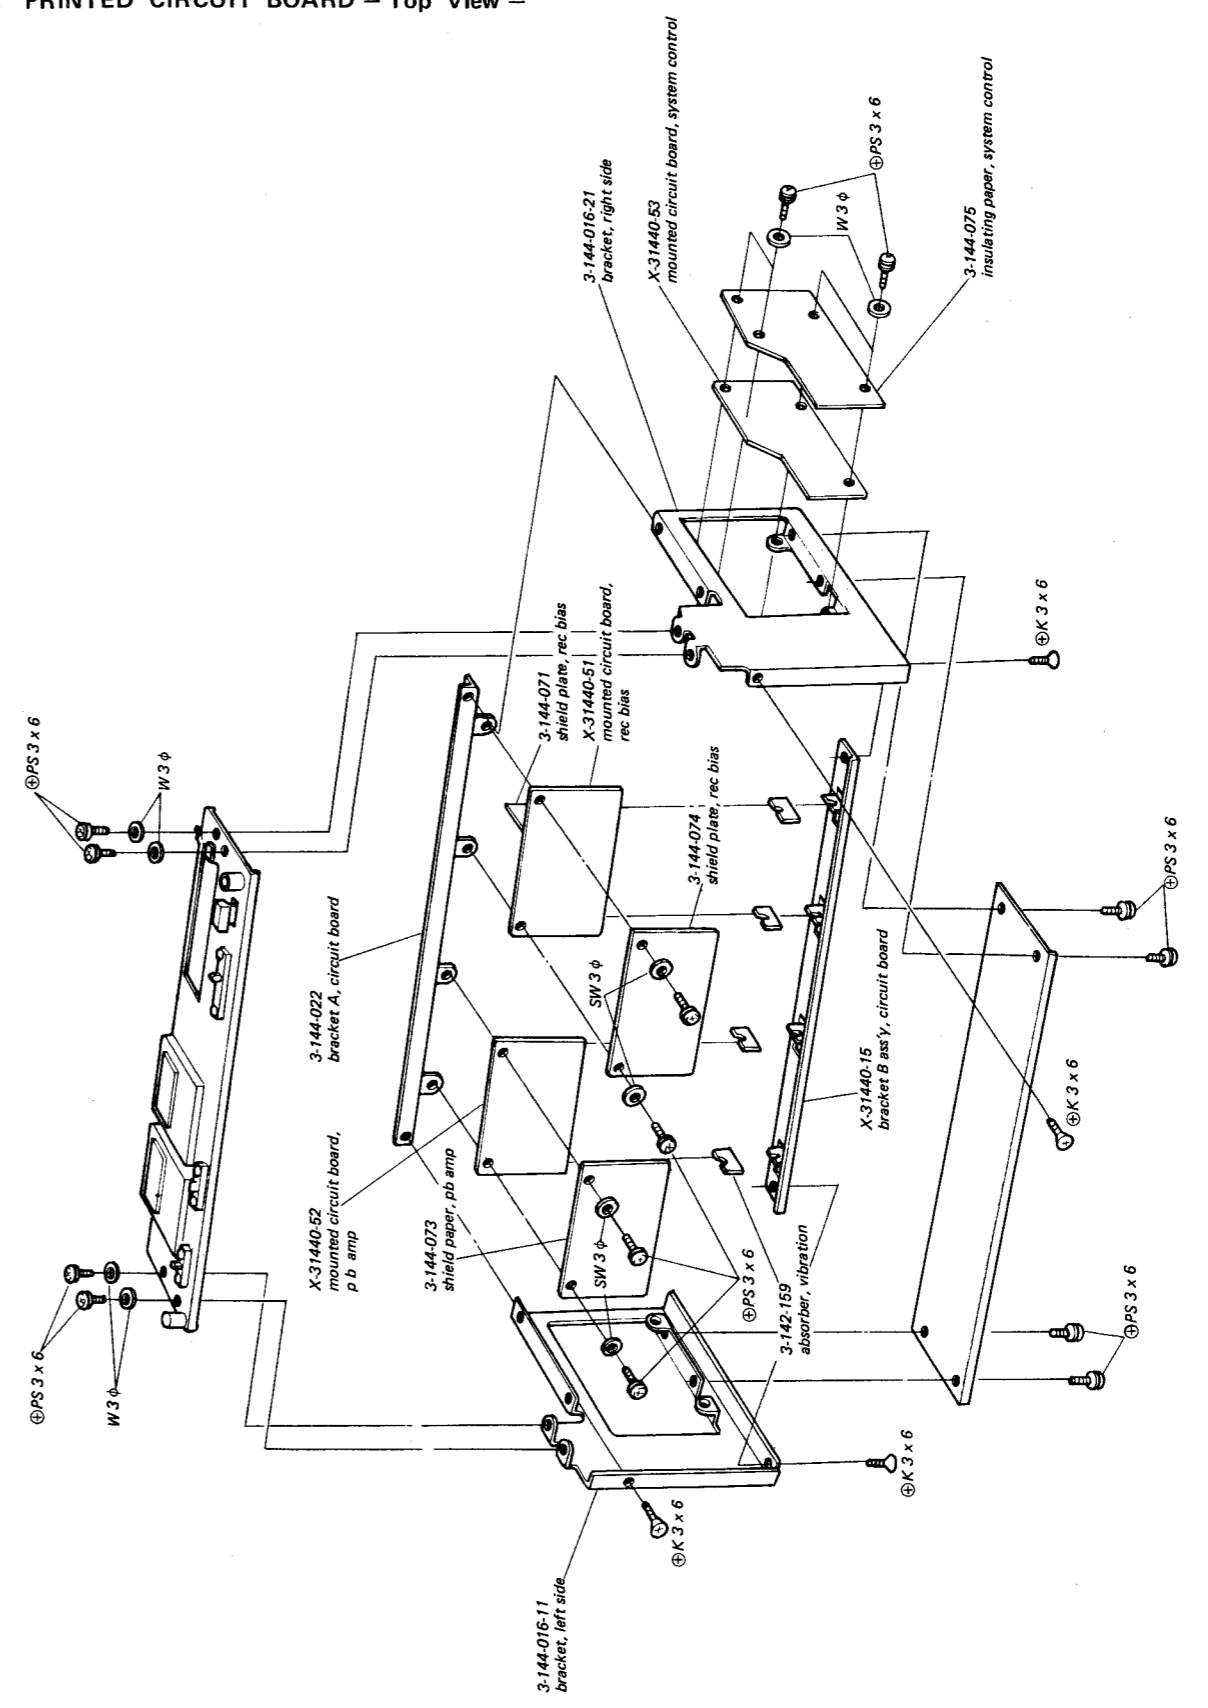 PRINTED CIRCUIT BOARD — Top View —
⊕PS 3 x 6
W 3 φ
⊕PS 3 x 6
W 3 φ
3-144-022
bracket A, circuit board
X-31440-52
mounted circuit board,
p b amp
3-144-073
shield paper, pb amp
3-144-016-11
bracket, left side
⊕K 3 x 6
SW 3 φ
SW 3 φ
⊕PS 3 x 6
3-142-159
absorber, vibration
⊕K 3 x 6
3-144-071
shield plate, rec bias
X-31440-51
mounted circuit board,
rec bias
3-144-074
shield plate, rec bias
X-31440-15
bracket B ass'y, circuit board
3-144-016-21
bracket, right side
X-31440-53
mounted circuit board, system control
⊕PS 3 x 6
W 3 φ
3-144-075
insulating paper, system control
⊕K 3 x 6
⊕PS 3 x 6
⊕K 3 x 6
⊕PS 3 x 6